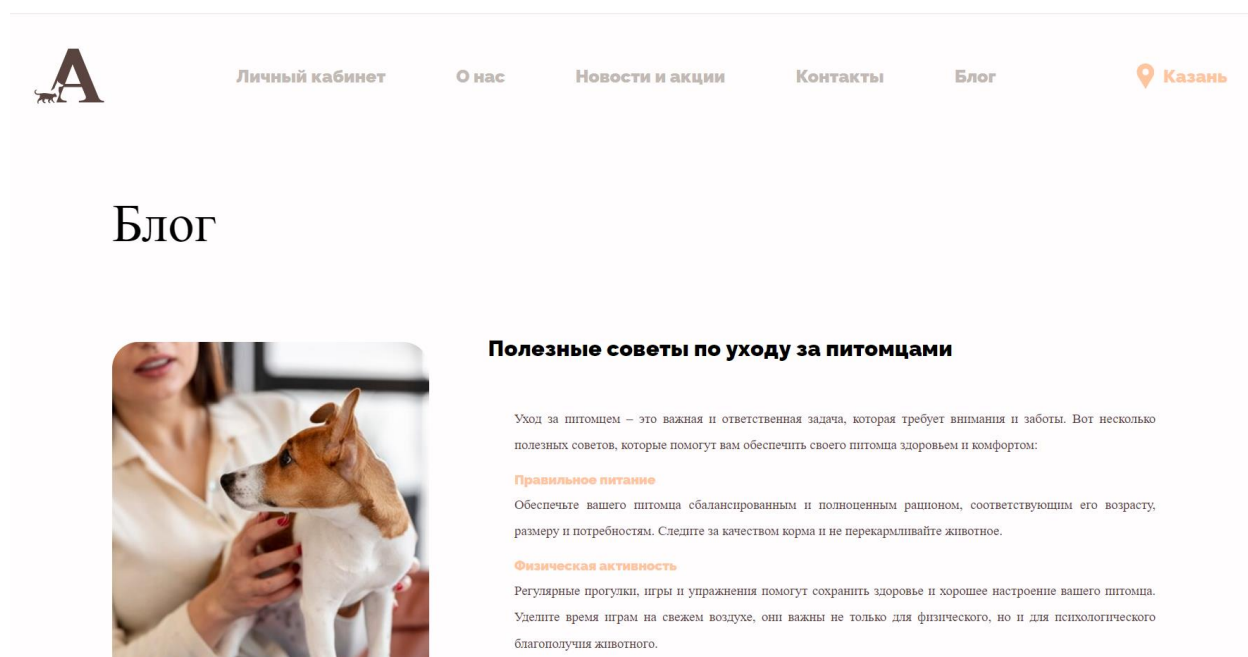 А
Личный кабинет
О нас
Новости и акции
Контакты
Блог
Казань
Блог
Полезные советы по уходу за питомцами
Уход за питомцем – это важная и ответственная задача, которая требует внимания и заботы. Вот несколько
полезных советов, которые помогут вам обеспечить своего питомца здоровьем и комфортом:
Правильное питание
Обеспечьте вашего питомца сбалансированным и полноценным рационом, соответствующим его возрасту,
размеру и потребностям. Следите за качеством корма и не перекармливайте животное.
Физическая активность
Регулярные прогулки, игры и упражнения помогут сохранить здоровье и хорошее настроение вашего питомца.
Уделите время играм на свежем воздухе, они важны не только для физического, но и для психологического
благополучия животного.